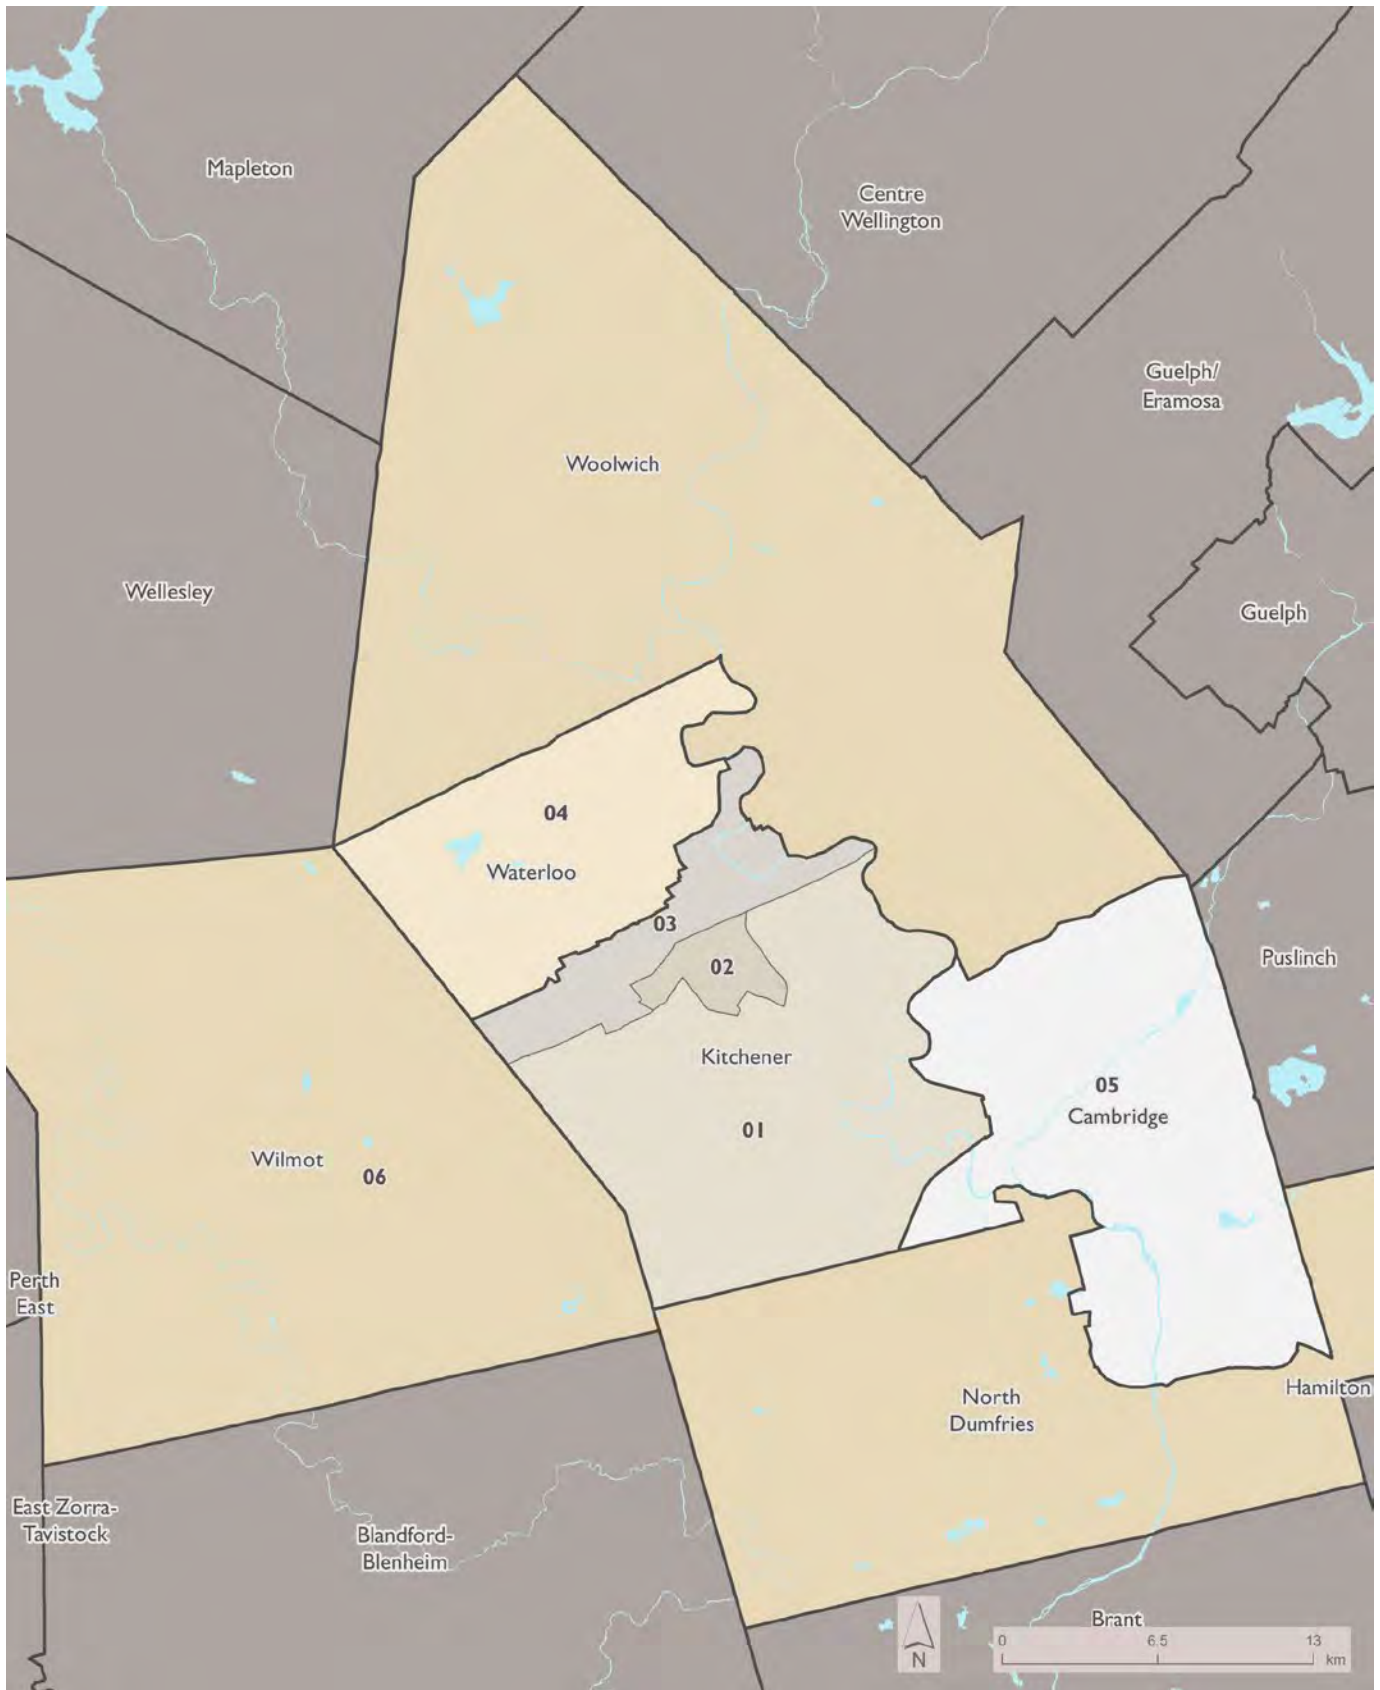 Mapleton
Centre
Wellington
Guelph/
Eramosa
Woolwich
Wellesley
Guelph
04
Waterloo
03
02
Puslinch
Kitchener
05
Cambridge
01
Wilmot
06
Perth
East
Hamilton
North
Dumfries
East Zorra-
Tavistock
Blandford-
Blenheim
Brant
N
0 6.5 13
km